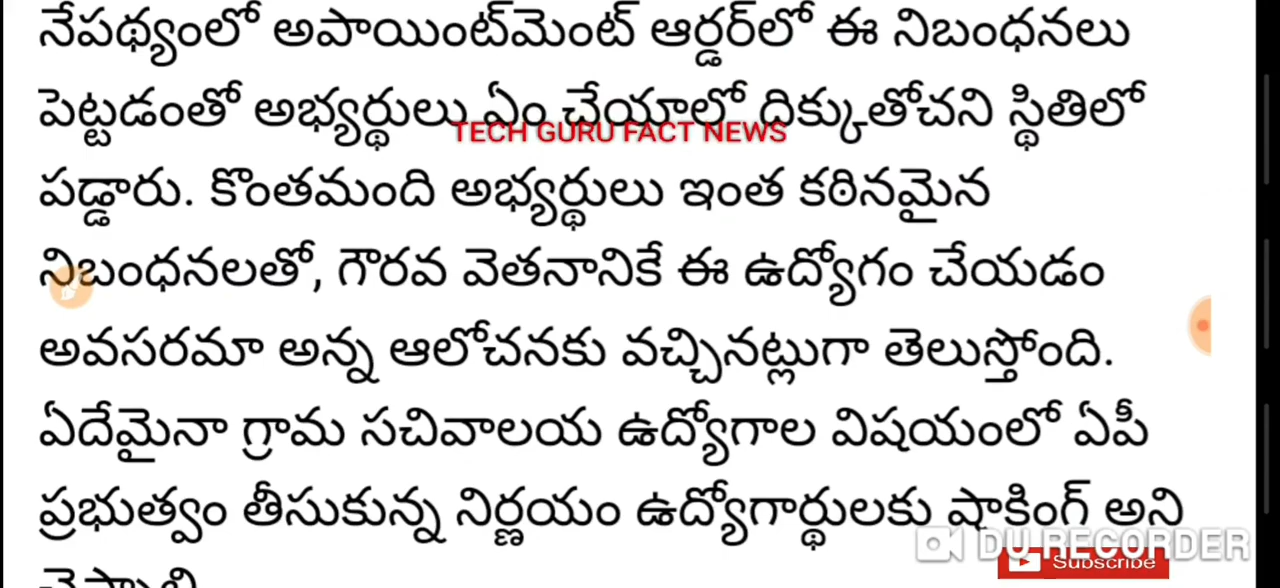 నేపథ్యంలో అపాయింట్‌మెంట్ ఆర్డర్‌లో ఈ నిబంధనలు
పెట్టడంతో అభ్యర్థులు ఏం చేయాలో దిక్కుతోచని స్థితిలో
TECH GURU FACT NEWS
పడ్డారు. కొంతమంది అభ్యర్థులు ఇంత కఠినమైన
నిబంధనలతో, గౌరవ వెతనానికే ఈ ఉద్యోగం చేయడం
అవసరమా అన్న ఆలోచనకు వచ్చినట్లుగా తెలుస్తోంది.
ఏదేమైనా గ్రామ సచివాలయ ఉద్యోగాల విషయంలో ఏపీ
ప్రభుత్వం తీసుకున్న నిర్ణయం ఉద్యోగార్థులకు షాకింగ్ అని
DU RECORDER
Subscribe